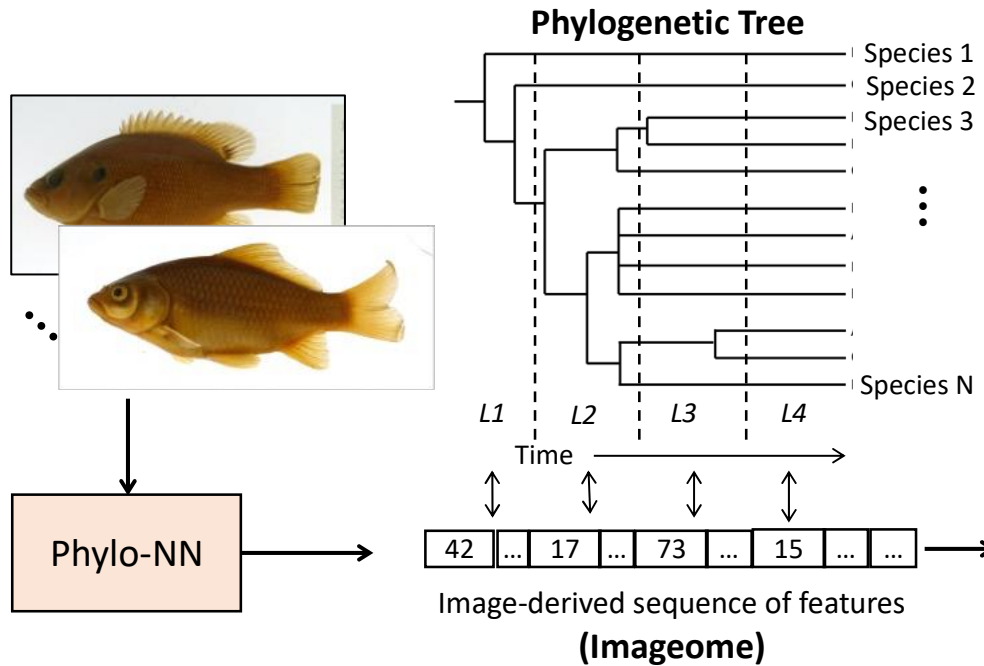 Phylogenetic Tree
Species 1
Species 2
Species 3
Species N
L1 L2 L3 L4
Time
Phylo-NN
42 ... 17 ... 73 ... 15 ... ...
Image-derived sequence of features
(Imageome)